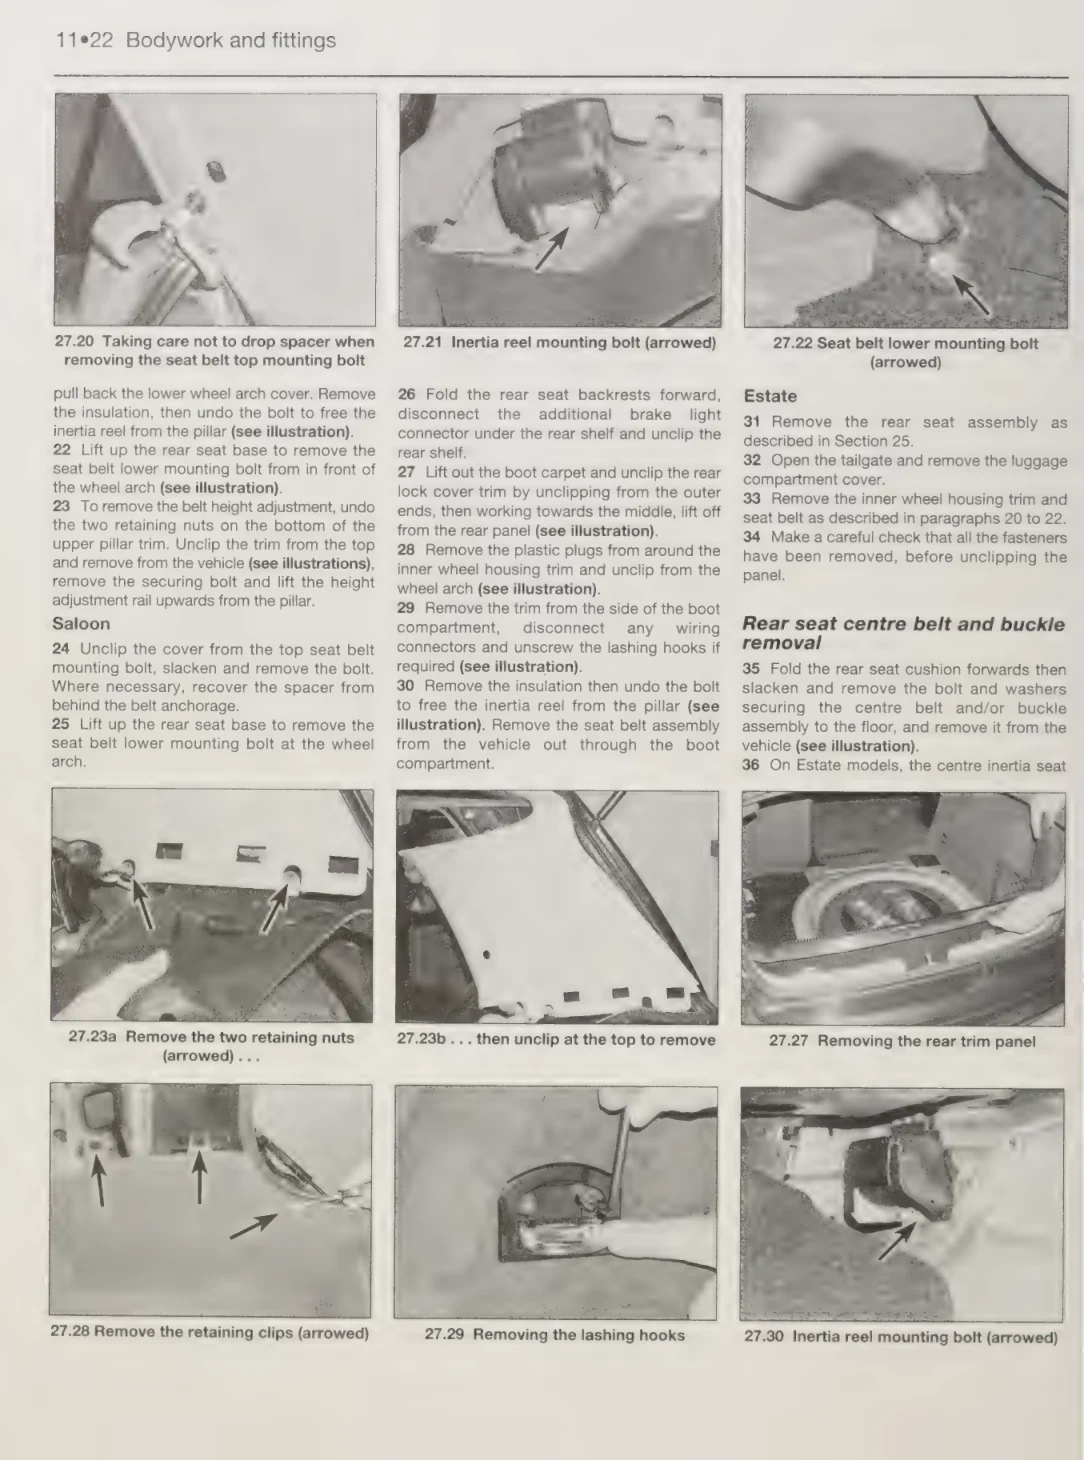 11•22 Bodywork and fittings
27.20 Taking care not to drop spacer when
removing the seat belt top mounting bolt
27.21 Inertia reel mounting bolt (arrowed)
27.22 Seat belt lower mounting bolt
(arrowed)
pull back the lower wheel arch cover. Remove
the insulation, then undo the bolt to free the
inertia reel from the pillar (see illustration).
22 Lift up the rear seat base to remove the
seat belt lower mounting bolt from in front of
the wheel arch (see illustration).
23 To remove the belt height adjustment, undo
the two retaining nuts on the bottom of the
upper pillar trim. Unclip the trim from the top
and remove from the vehicle (see illustrations),
remove the securing bolt and lift the height
adjustment rail upwards from the pillar.
Saloon
24 Unclip the cover from the top seat belt
mounting bolt, slacken and remove the bolt.
Where necessary, recover the spacer from
behind the belt anchorage.
25 Lift up the rear seat base to remove the
seat belt lower mounting bolt at the wheel
arch.
26 Fold the rear seat backrests forward,
disconnect the additional brake light
connector under the rear shelf and unclip the
rear shelf.
27 Lift out the boot carpet and unclip the rear
lock cover trim by unclipping from the outer
ends, then working towards the middle, lift off
from the rear panel (see illustration).
28 Remove the plastic plugs from around the
inner wheel housing trim and unclip from the
wheel arch (see illustration).
29 Remove the trim from the side of the boot
compartment, disconnect any wiring
connectors and unscrew the lashing hooks if
required (see illustration).
30 Remove the insulation then undo the bolt
to free the inertia reel from the pillar (see
illustration). Remove the seat belt assembly
from the vehicle out through the boot
compartment.
Estate
31 Remove the rear seat assembly as
described in Section 25.
32 Open the tailgate and remove the luggage
compartment cover.
33 Remove the inner wheel housing trim and
seat belt as described in paragraphs 20 to 22.
34 Make a careful check that all the fasteners
have been removed, before unclipping the
panel.
Rear seat centre belt and buckle
removal
35 Fold the rear seat cushion forwards then
slacken and remove the bolt and washers
securing the centre belt and/or buckle
assembly to the floor, and remove it from the
vehicle (see illustration).
36 On Estate models, the centre inertia seat
27.23a Remove the two retaining nuts
(arrowed) . . .
27.23b . . . then unclip at the top to remove
27.27 Removing the rear trim panel
27.28 Remove the retaining clips (arrowed)
27.29 Removing the lashing hooks
27.30 Inertia reel mounting bolt (arrowed)